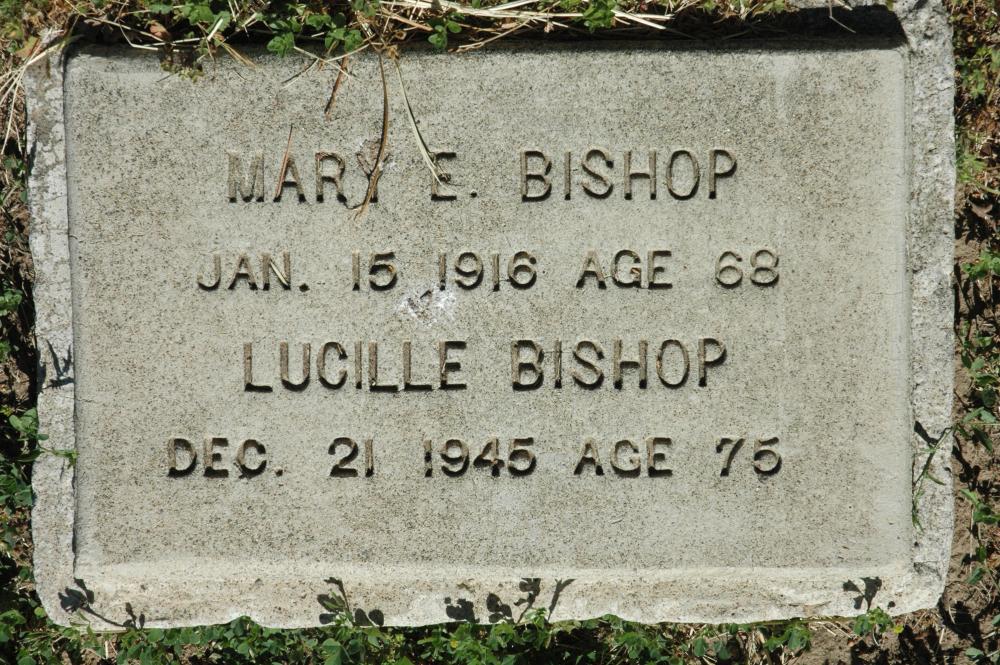 MARY E. BISHOP
JAN. 15 1916 AGE 68
LUCILLE BISHOP
DEC. 21 1945 AGE 75